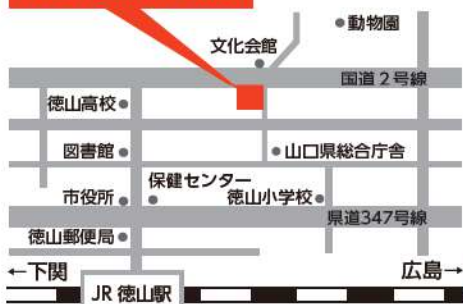 動物園
文化会館
国道2号線
徳山高校
図書館
山口県総合庁舎
保健センター
市役所
徳山小学校
県道347号線
徳山郵便局
←下関
広島→
JR 徳山駅